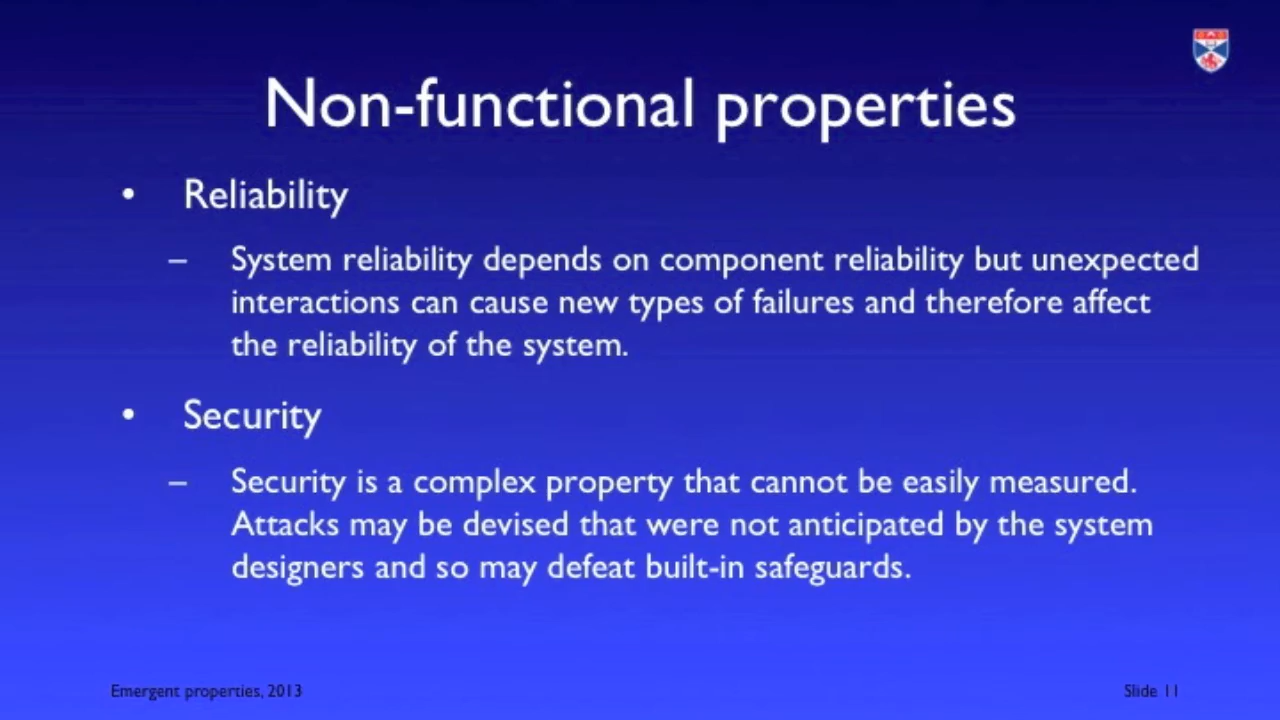 Non-functional properties
• Reliability
– System reliability depends on component reliability but unexpected
interactions can cause new types of failures and therefore affect
the reliability of the system.
• Security
– Security is a complex property that cannot be easily measured.
Attacks may be devised that were not anticipated by the system
designers and so may defeat built-in safeguards.
Emergent properties, 2013
Slide 11